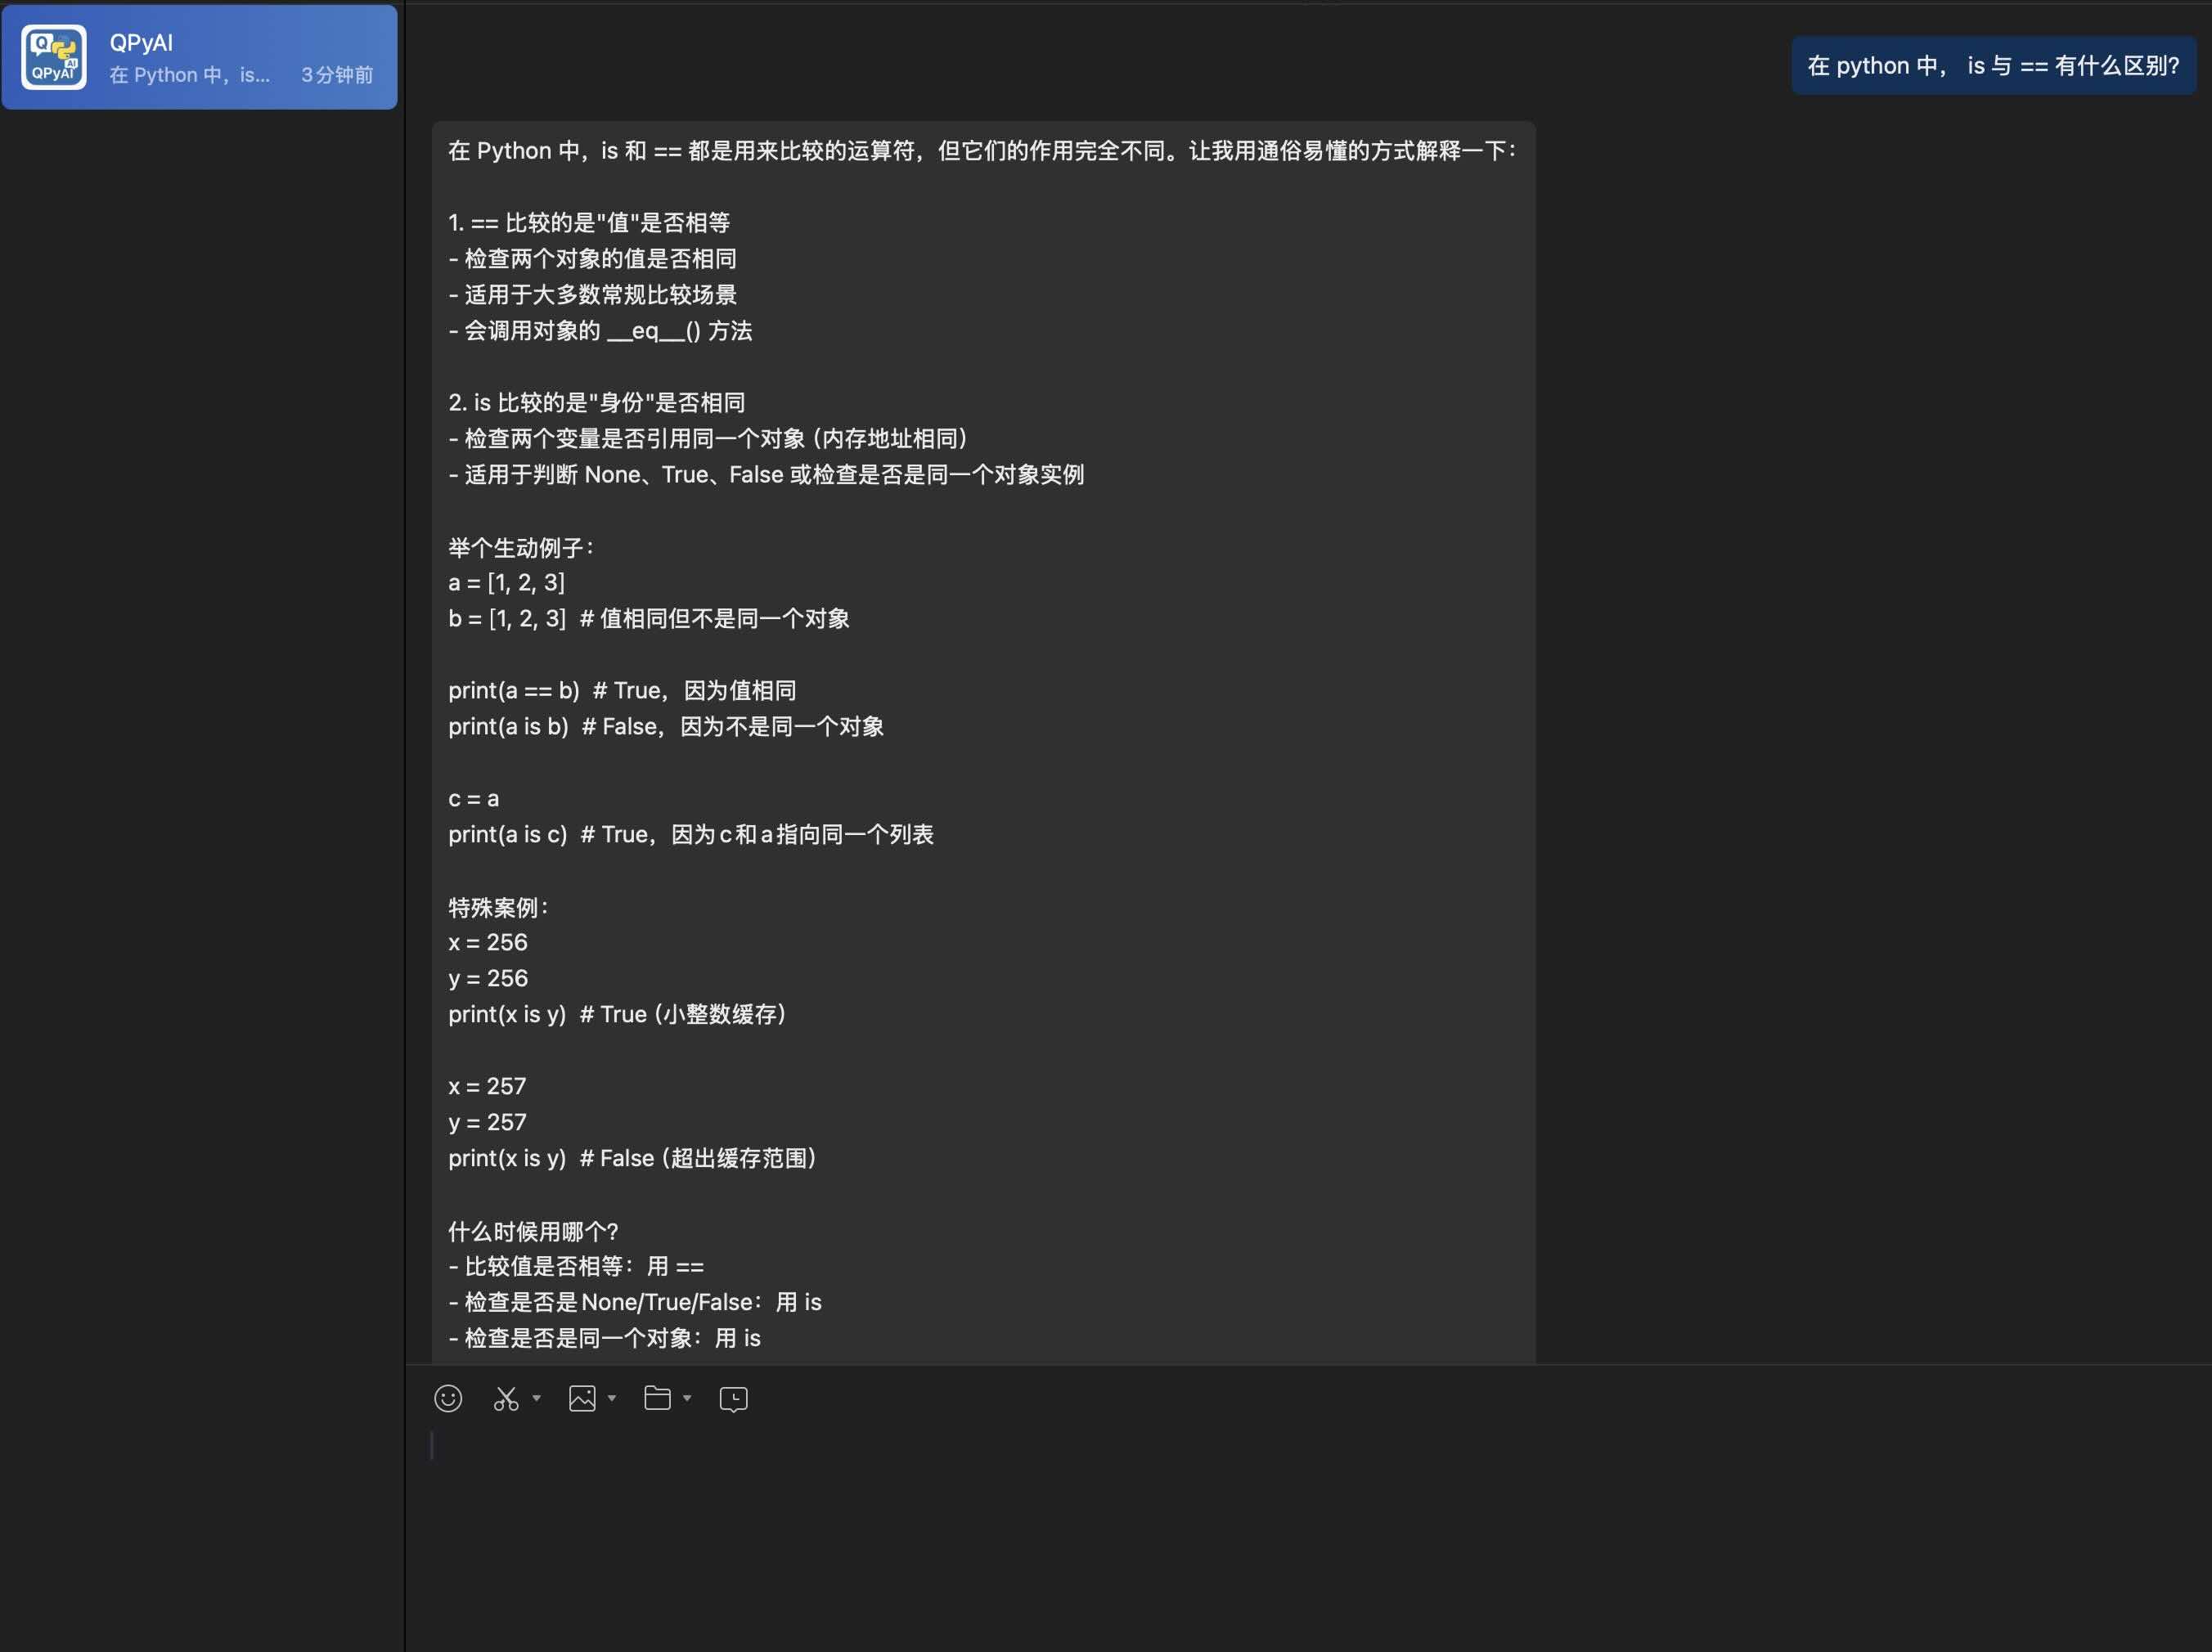 QPyAI
在 Python 中，is... 3分钟前
Q
AI
QPyAI
在 python 中， is 与 == 有什么区别?
在 Python 中，is 和 == 都是用来比较的运算符，但它们的作用完全不同。让我用通俗易懂的方式解释一下：
1. == 比较的是"值"是否相等
- 检查两个对象的值是否相同
- 适用于大多数常规比较场景
- 会调用对象的 __eq__() 方法
2. is 比较的是"身份"是否相同
- 检查两个变量是否引用同一个对象（内存地址相同）
- 适用于判断 None、True、False 或检查是否是同一个对象实例
举个生动例子：
a = [1, 2, 3]
b = [1, 2, 3]  # 值相同但不是同一个对象
print(a == b)  # True，因为值相同
print(a is b)  # False，因为不是同一个对象
c = a
print(a is c)  # True，因为c和a指向同一个列表
特殊案例：
x = 256
y = 256
print(x is y)  # True（小整数缓存）
x = 257
y = 257
print(x is y)  # False（超出缓存范围）
什么时候用哪个?
- 比较值是否相等：用 ==
- 检查是否是None/True/False：用 is
- 检查是否是同一个对象：用 is